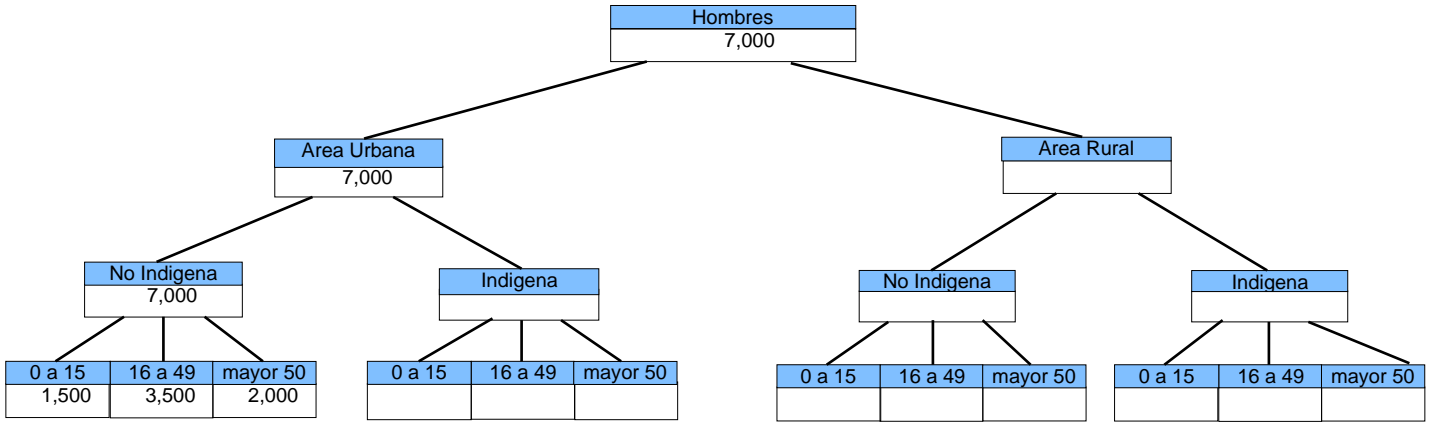 Hombres
7,000
Area Urbana
7,000
Area Rural
No Indigena
7,000
Indigena
No Indigena
Indigena
0 a 15 16 a 49 mayor 50
1,500 3,500 2,000
0 a 15 16 a 49 mayor 50
0 a 15 16 a 49 mayor 50
0 a 15 16 a 49 mayor 50